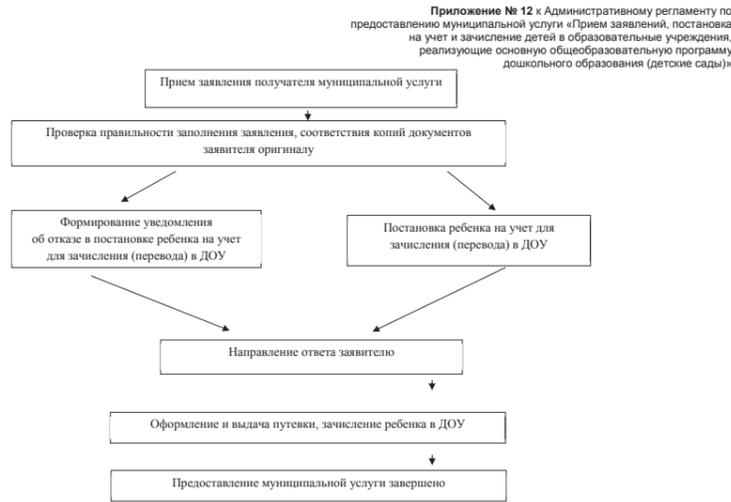 Приложение № 12 к Административному регламенту по
предоставлению муниципальной услуги «Прием заявлений, постановка
на учет и зачисление детей в образовательные учреждения,
реализующие основную общеобразовательную программу
дошкольного образования (детские сады)»
Прием заявления получателя муниципальной услуги
Проверка правильности заполнения заявления, соответствия копий документов
заявителя оригиналу
Формирование уведомления
об отказе в постановке ребенка на учет
для зачисления (перевода) в ДОУ
Постановка ребенка на учет для
зачисления (перевода) в ДОУ
Направление ответа заявителю
Оформление и выдача путевки, зачисление ребенка в ДОУ
Предоставление муниципальной услуги завершено